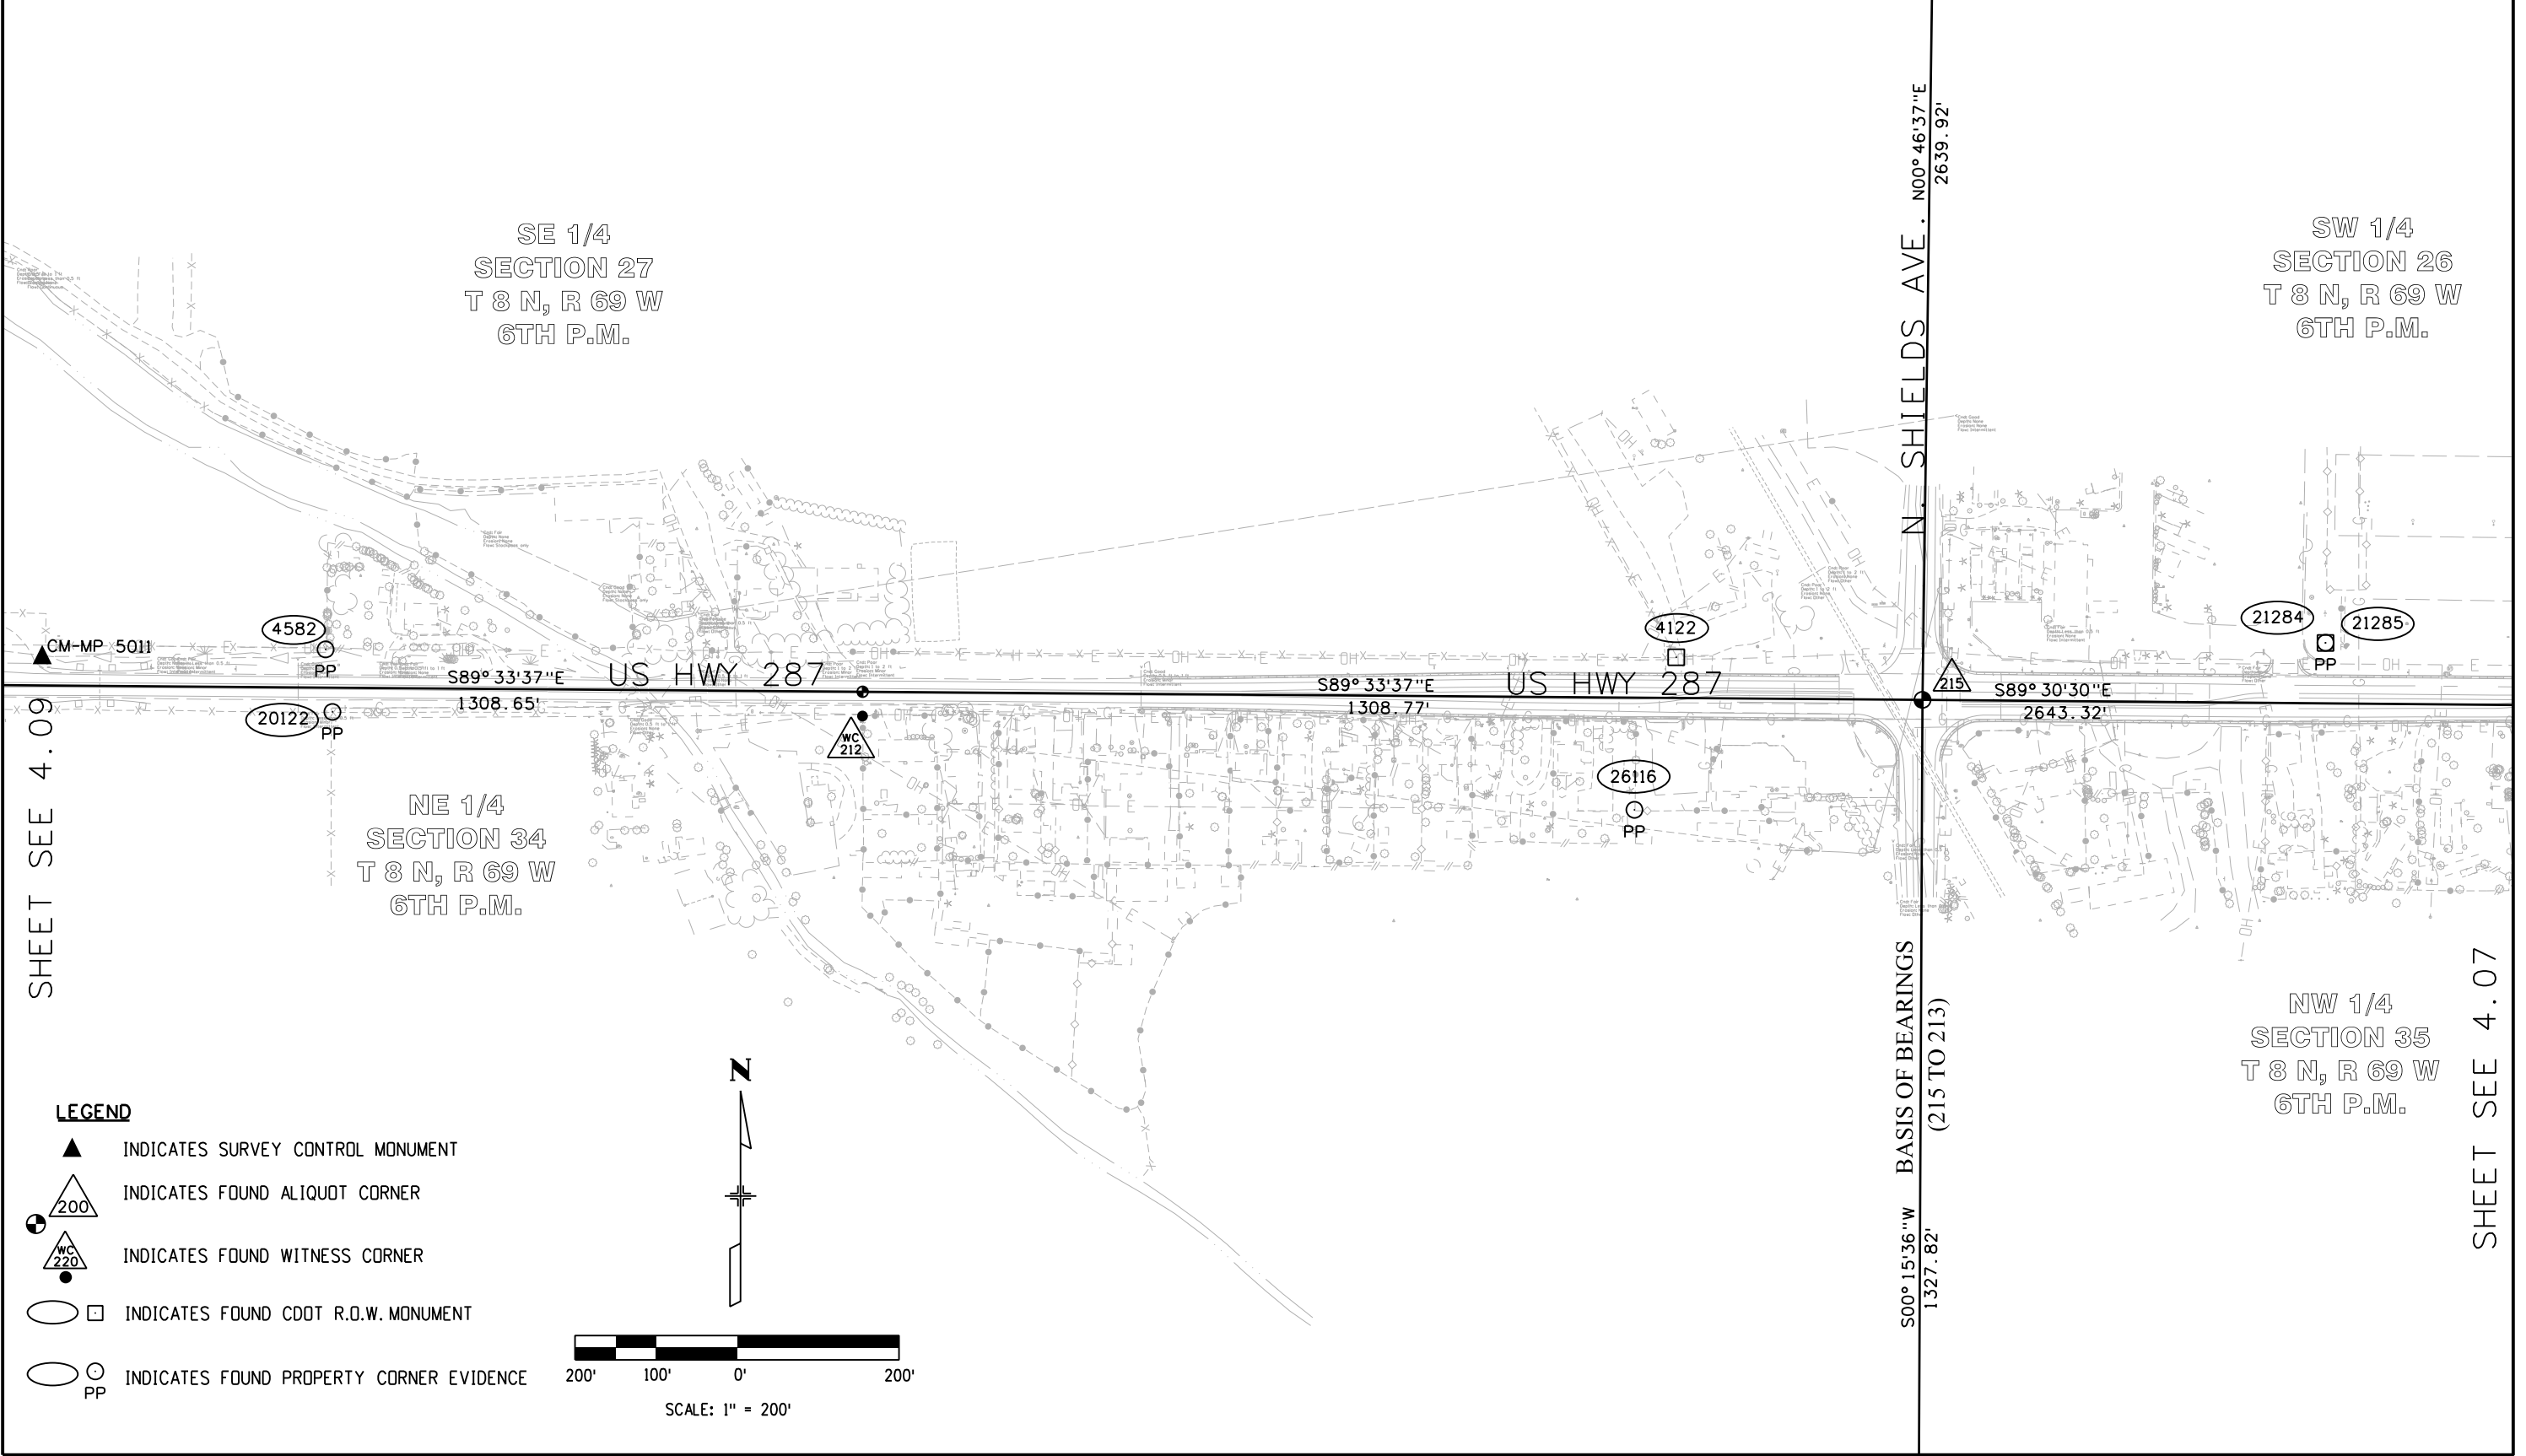 N00°46'37"E
2639.92'
N. SHIELDS AVE.
SE 1/4
SECTION 27
T 8 N, R 69 W
6TH P.M.
SW 1/4
SECTION 26
T 8 N, R 69 W
6TH P.M.
CM-MP 5011
4582
PP
20122
PP
S89°33'37"E
1308.65'
US HWY 287
WC
212
S89°33'37"E
1308.77'
US HWY 287
4122
26116
PP
215
S89°30'30"E
2643.32'
21284
21285
PP
SHEET SEE 4.09
NE 1/4
SECTION 34
T 8 N, R 69 W
6TH P.M.
BASIS OF BEARINGS
(215 TO 213)
S00°15'36"W
1327.82'
NW 1/4
SECTION 35
T 8 N, R 69 W
6TH P.M.
SHEET SEE 4.07
LEGEND
INDICATES SURVEY CONTROL MONUMENT
200
INDICATES FOUND ALIQUOT CORNER
WC
220
INDICATES FOUND WITNESS CORNER
INDICATES FOUND CDOT R.O.W. MONUMENT
PP
INDICATES FOUND PROPERTY CORNER EVIDENCE
N
200' 100' 0' 200'
SCALE: 1" = 200'